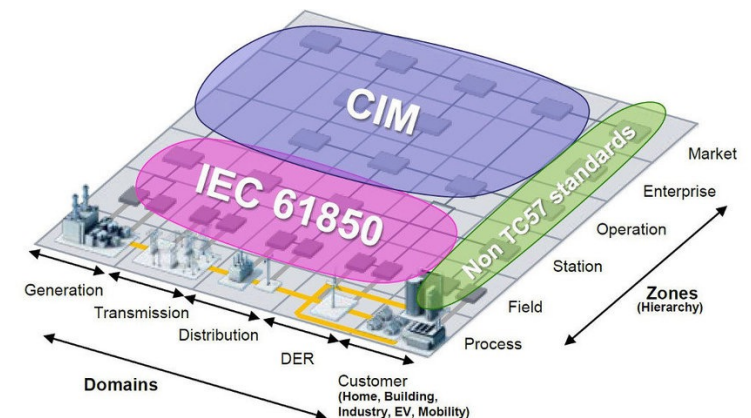 CIM
IEC 61850
Non TC57 standards
Market
Enterprise
Operation
Station
Field
Process
Zones
(Hierarchy)
Generation
Transmission
Distribution
DER
Customer
(Home, Building,
Industry, EV, Mobility)
Domains